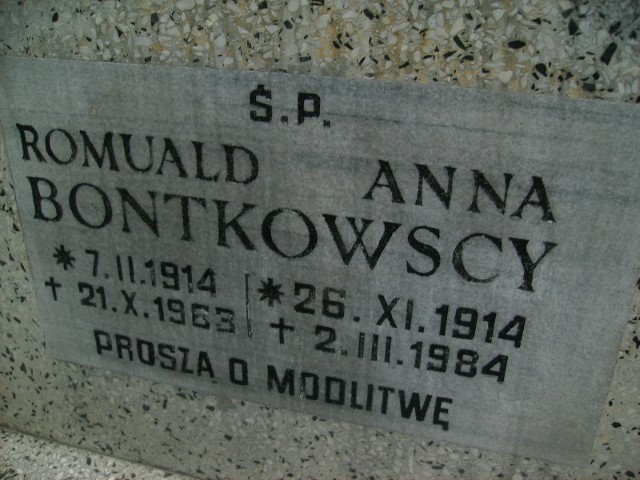 Ś.P.
ROMUALD ANNA
BONTKOWSCY
* 7.II.1914 * 26.XI.1914
† 21.X.1963 † 2.III.1984
PROSZĄ O MODLITWĘ